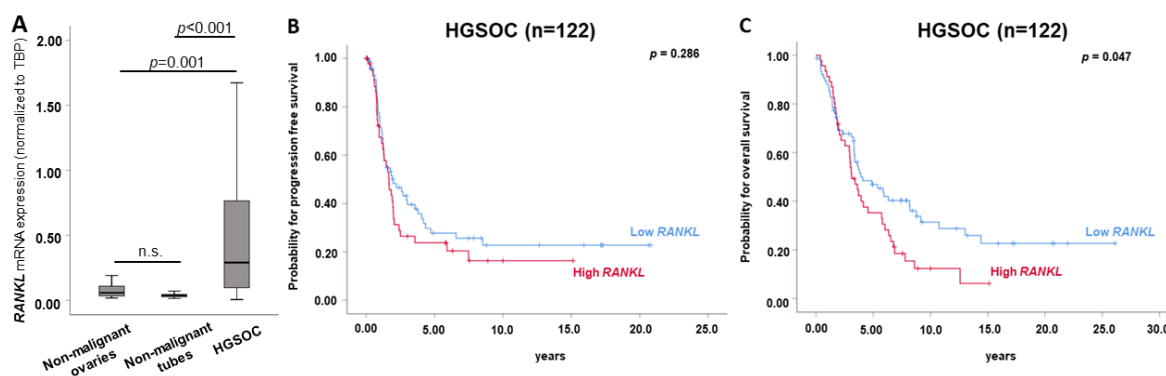 A
RANKL mRNA expression (normalized to TBP)
2.00
1.50
1.00
0.50
0.00
p<0.001
p=0.001
n.s.
Non-malignant
ovaries
Non-malignant
tubes
HGSOC
B
HGSOC (n=122)
p = 0.286
Probability for progression free survival
1.00
0.80
0.60
0.40
0.20
0.00
Low RANKL
High RANKL
0.00
5.00
10.0
15.0
20.0
25.0
years
C
HGSOC (n=122)
p = 0.047
Probability for overall survival
1.00
0.80
0.60
0.40
0.20
0.00
Low RANKL
High RANKL
0.00
5.00
10.0
15.0
20.0
25.0
30.0
years